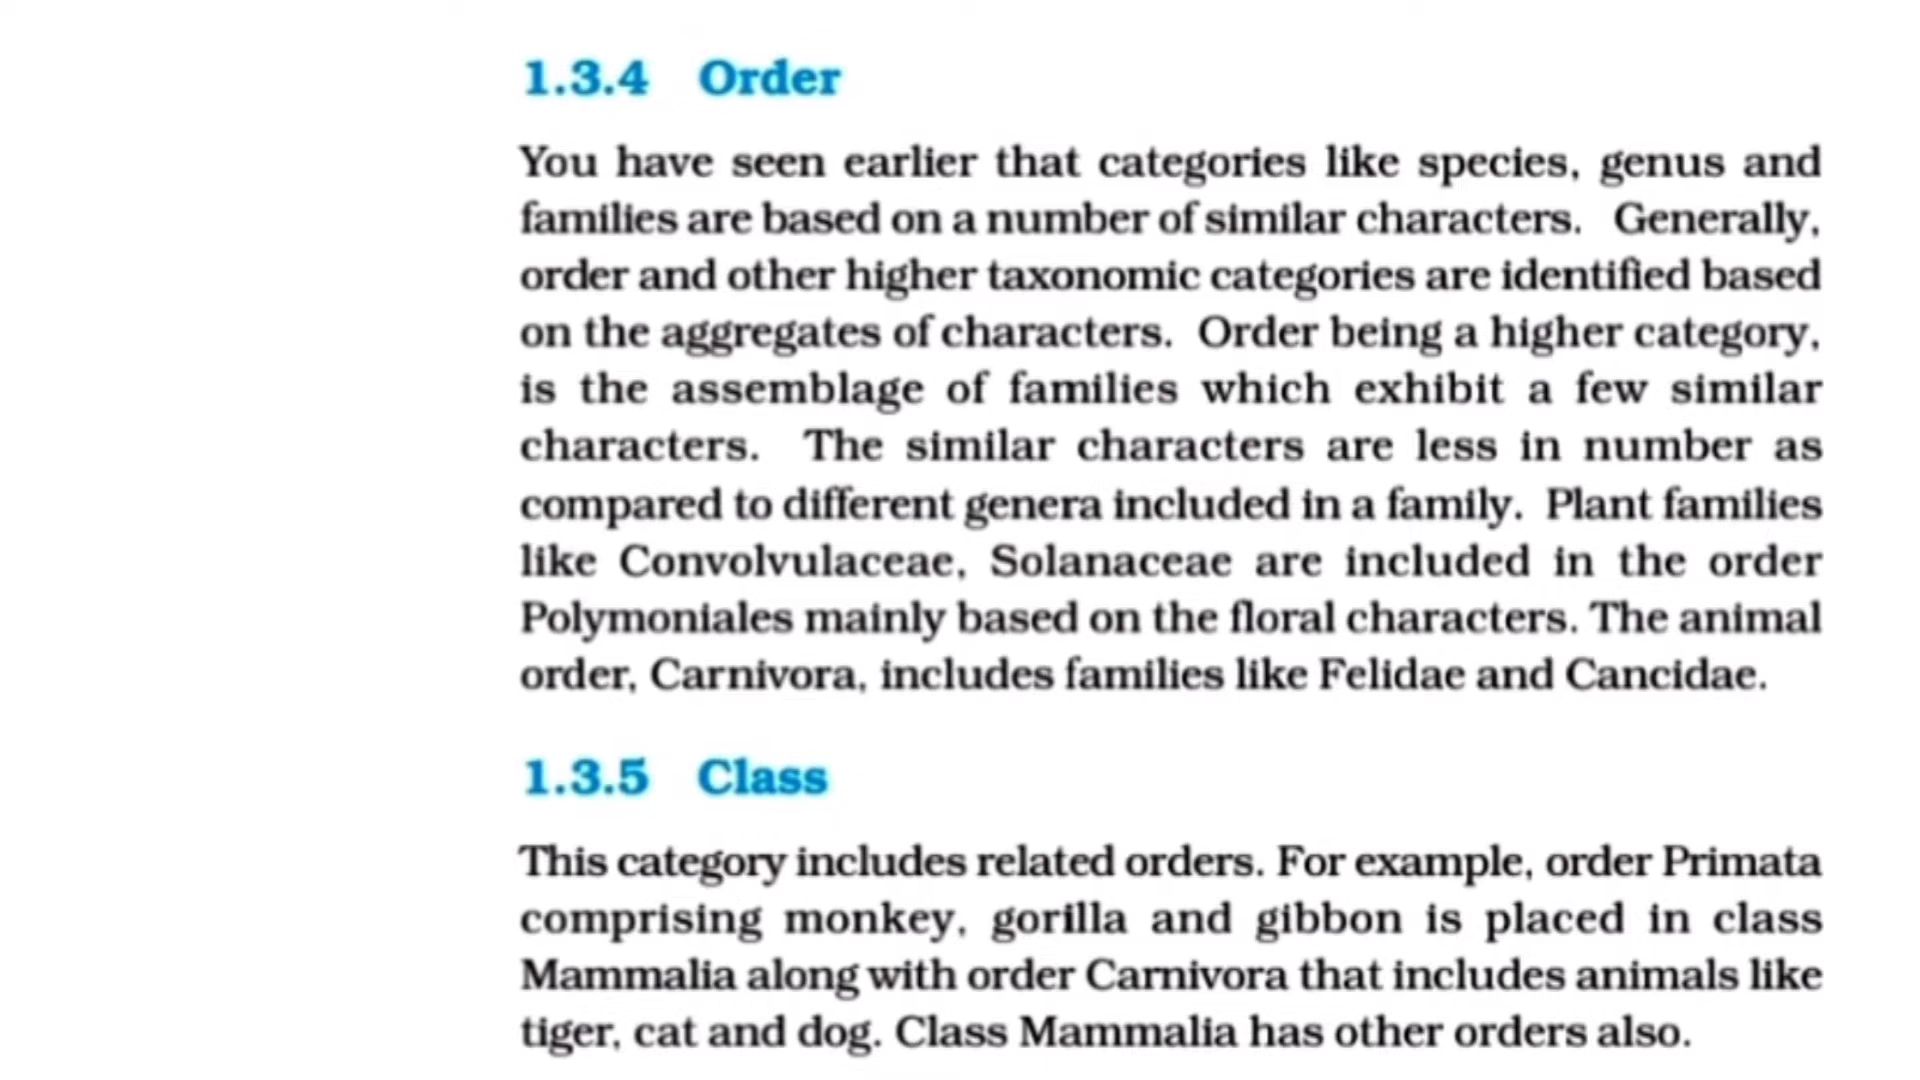 1.3.4 Order
You have seen earlier that categories like species, genus and
families are based on a number of similar characters. Generally,
order and other higher taxonomic categories are identified based
on the aggregates of characters. Order being a higher category,
is the assemblage of families which exhibit a few similar
characters. The similar characters are less in number as
compared to different genera included in a family. Plant families
like Convolvulaceae, Solanaceae are included in the order
Polymoniales mainly based on the floral characters. The animal
order, Carnivora, includes families like Felidae and Cancidae.
1.3.5 Class
This category includes related orders. For example, order Primata
comprising monkey, gorilla and gibbon is placed in class
Mammalia along with order Carnivora that includes animals like
tiger, cat and dog. Class Mammalia has other orders also.